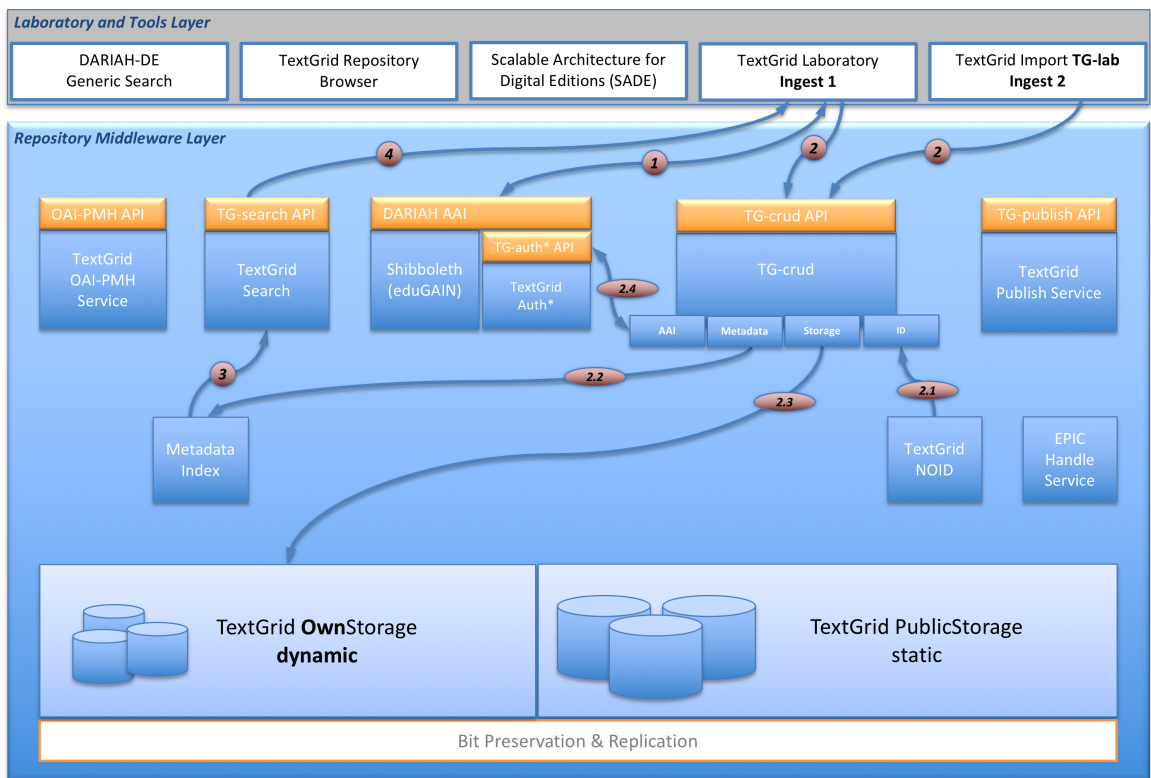 Laboratory and Tools Layer
DARIAH-DE
Generic Search
TextGrid Repository
Browser
Scalable Architecture for
Digital Editions (SADE)
TextGrid Laboratory
Ingest 1
TextGrid Import TG-lab
Ingest 2
Repository Middleware Layer
4
1
2
2
OAI-PMH API
TG-search API
DARIAH AAI
TG-crud API
TG-publish API
TextGrid
OAI-PMH
Service
TextGrid
Search
Shibboleth
(eduGAIN)
TG-auth* API
TextGrid
Auth*
2.4
TG-crud
TextGrid
Publish Service
AAI
Metadata
Storage
ID
3
2.2
2.3
2.1
Metadata
Index
TextGrid
NOID
EPIC
Handle
Service
TextGrid OwnStorage
dynamic
TextGrid PublicStorage
static
Bit Preservation & Replication